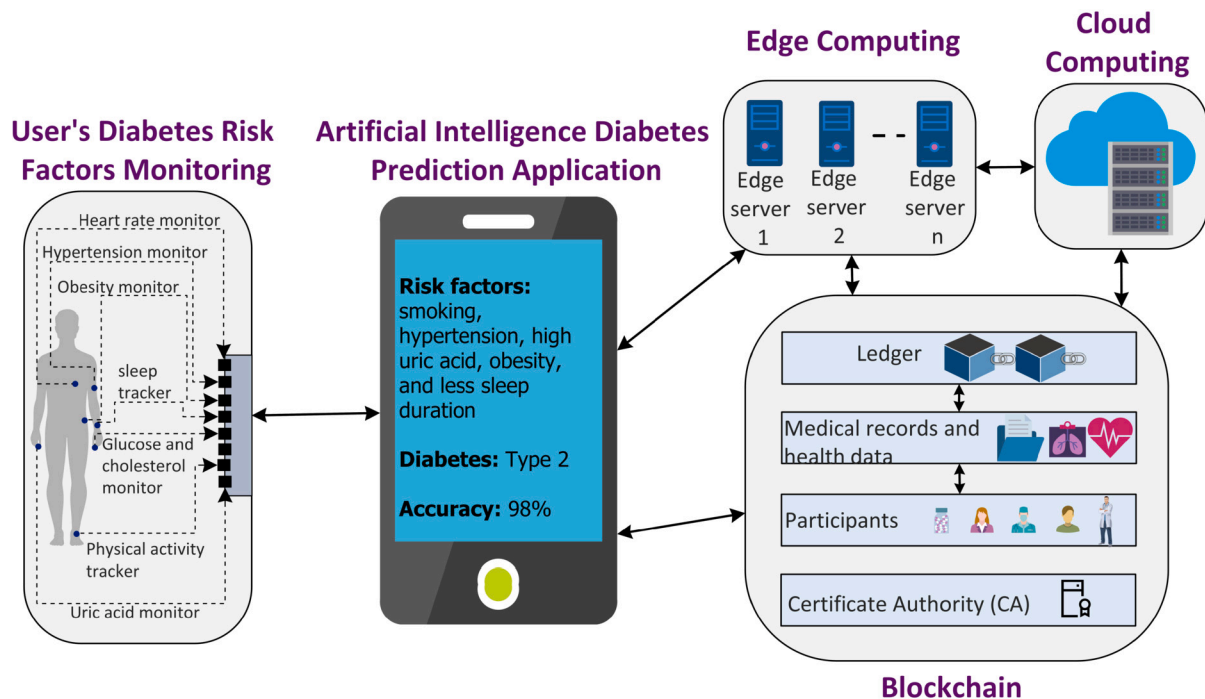 User's Diabetes Risk
Factors Monitoring
Heart rate monitor
Hypertension monitor
Obesity monitor
sleep
tracker
Glucose and
cholesterol
monitor
Physical activity
tracker
Uric acid monitor
Artificial Intelligence Diabetes
Prediction Application
Risk factors:
smoking,
hypertension, high
uric acid, obesity,
and less sleep
duration
Diabetes: Type 2
Accuracy: 98%
Edge Computing
Edge
server
1
Edge
server
2
Edge
server
n
Cloud
Computing
Ledger
Medical records and
health data
Participants
Certificate Authority (CA)
Blockchain